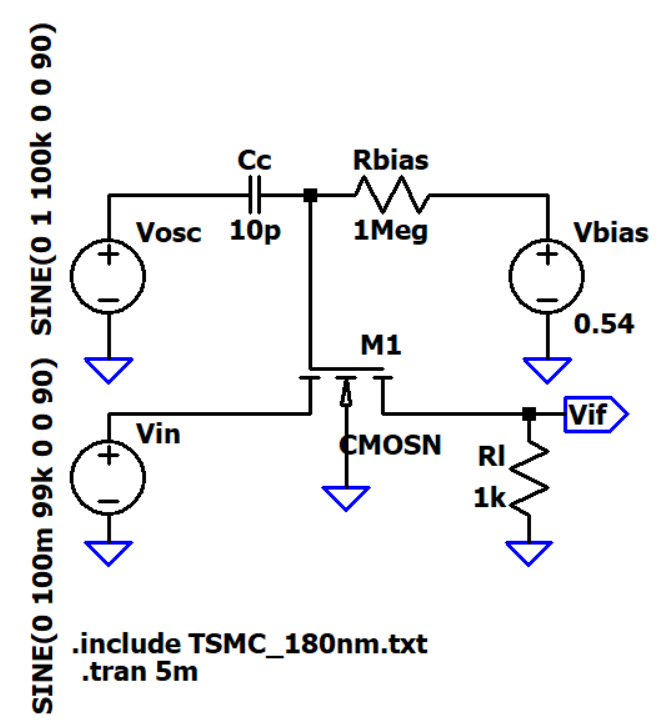 SINE(0 1 100k 0 0 90)
Cc
Rbias
Vosc
10p
1Meg
Vbias
0.54
M1
SINE(0 100m 99k 0 0 90)
Vin
CMOSN
Vif
Rl
1k
.include TSMC_180nm.txt
.tran 5m